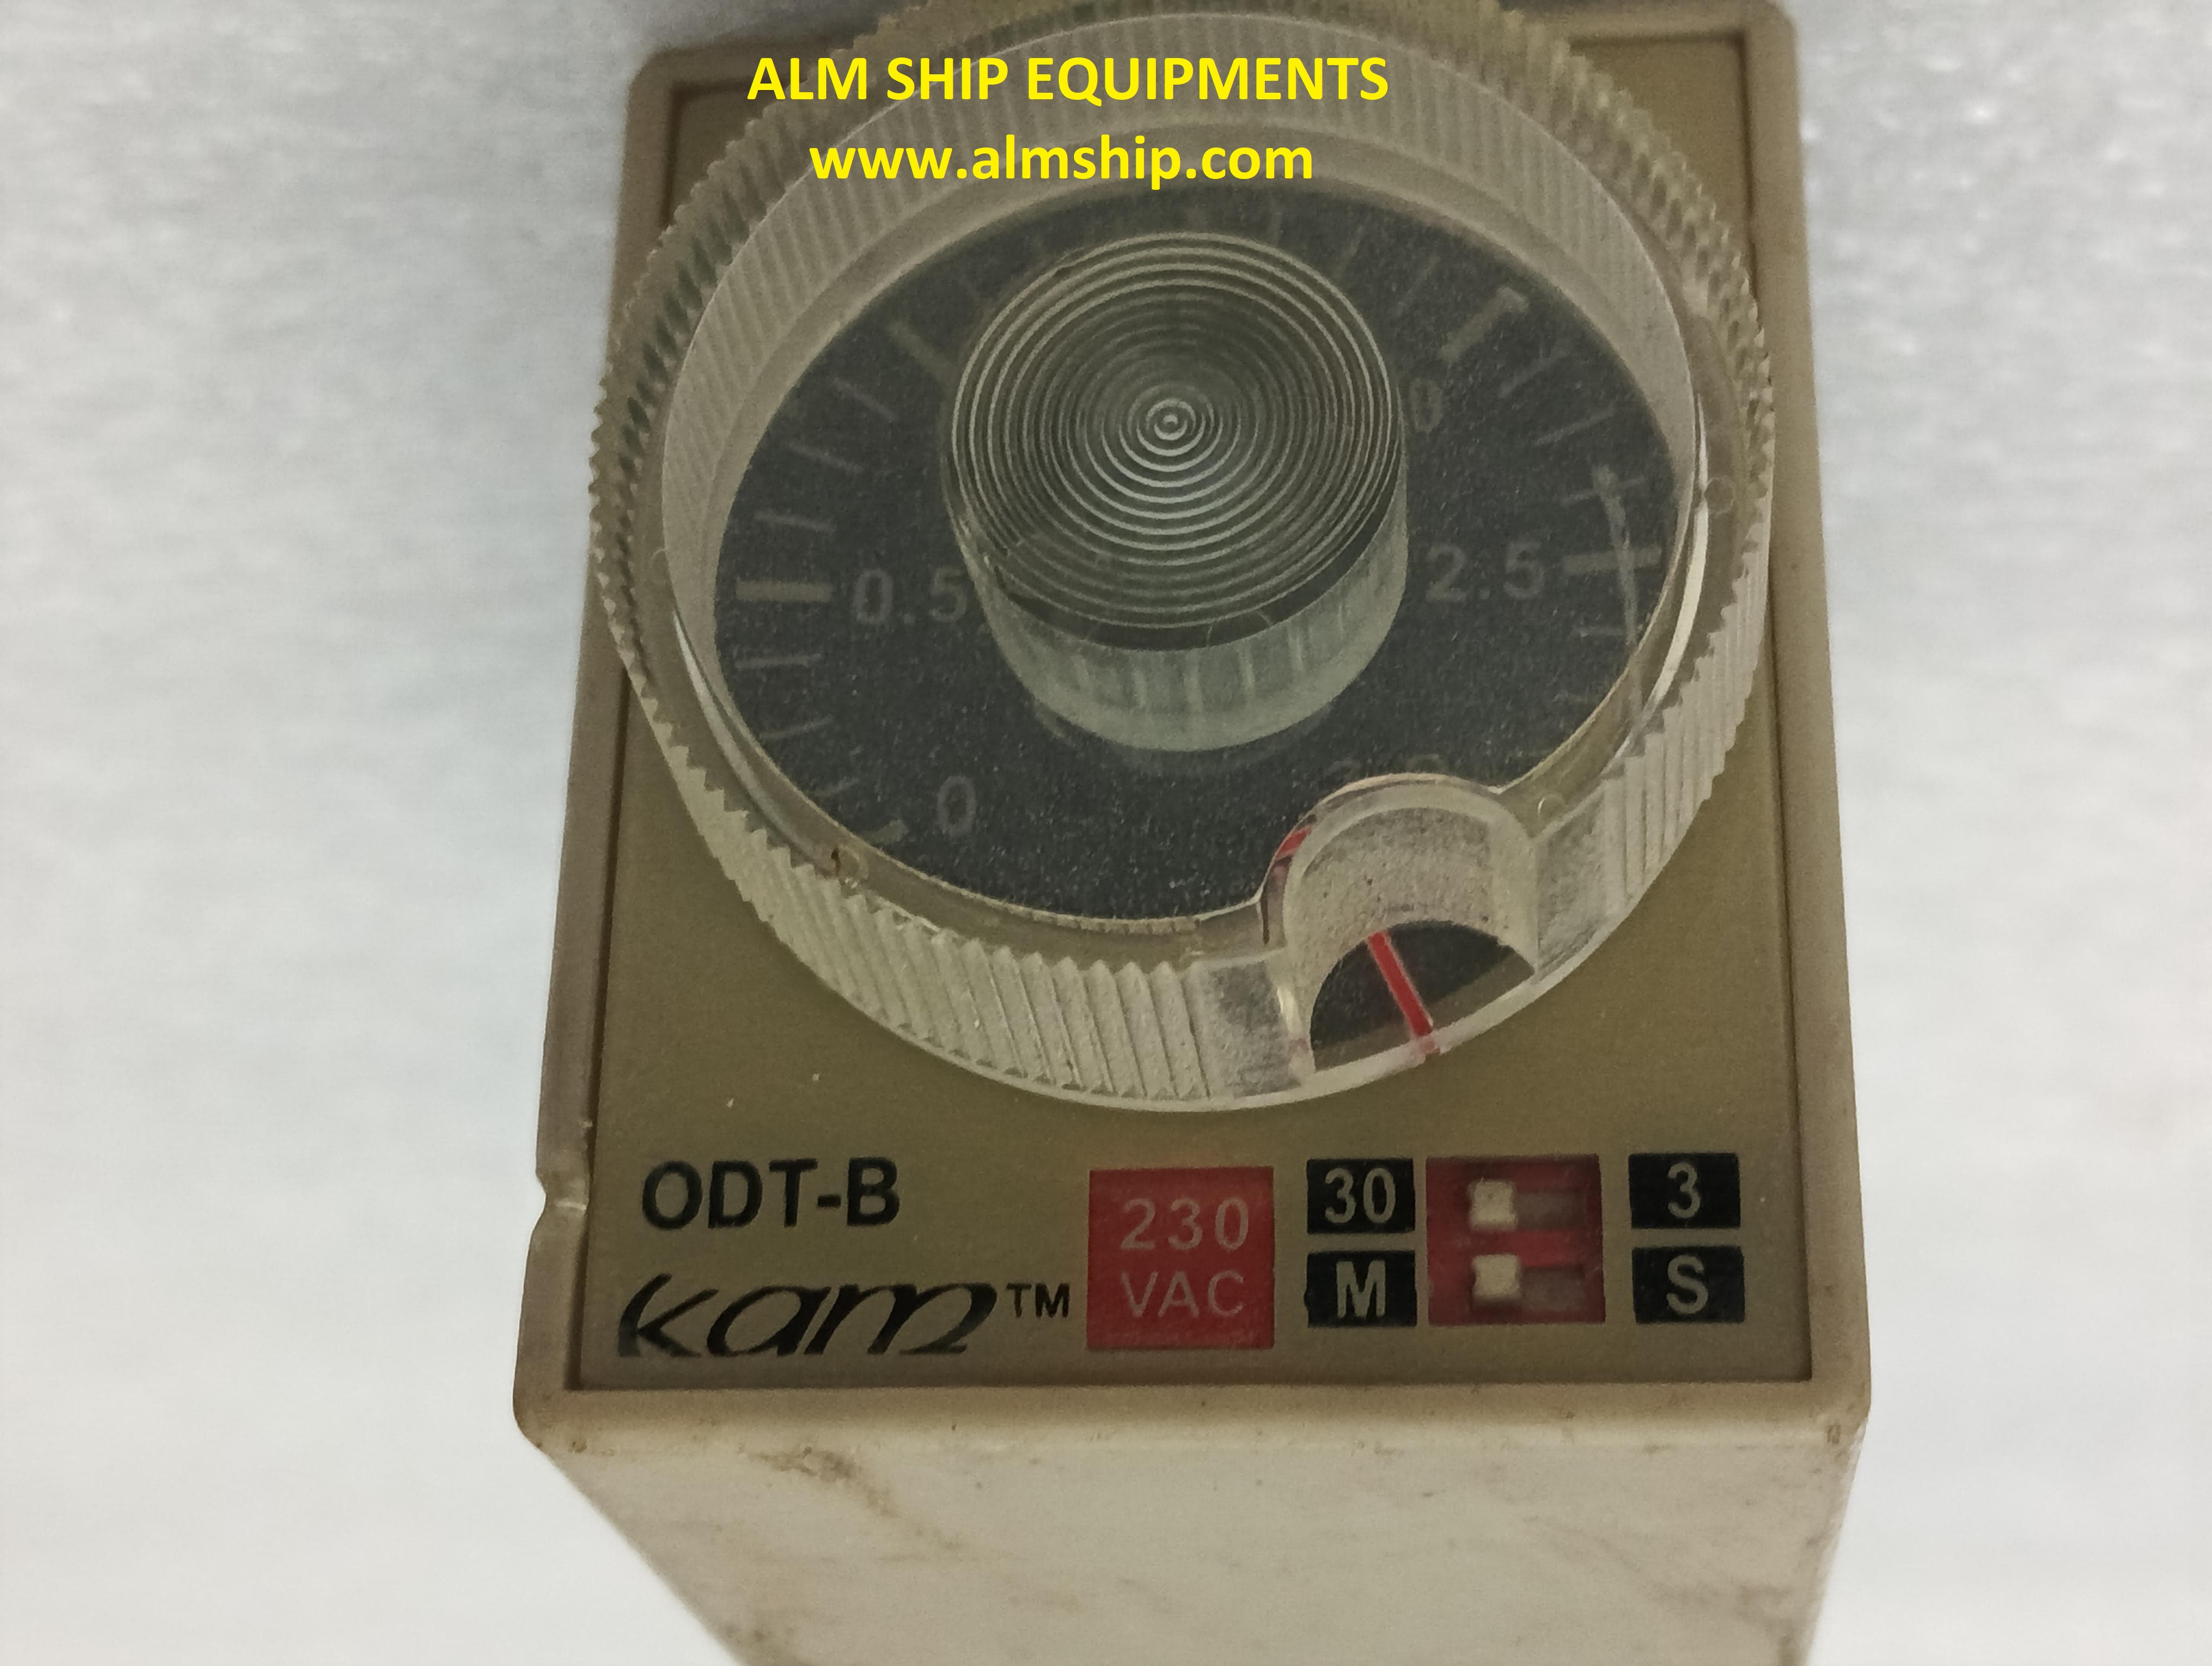 ALM SHIP EQUIPMENTS
www.almship.com
0.5
2.5
0
ODT-B
kam™
230
VAC
30
3
M
S